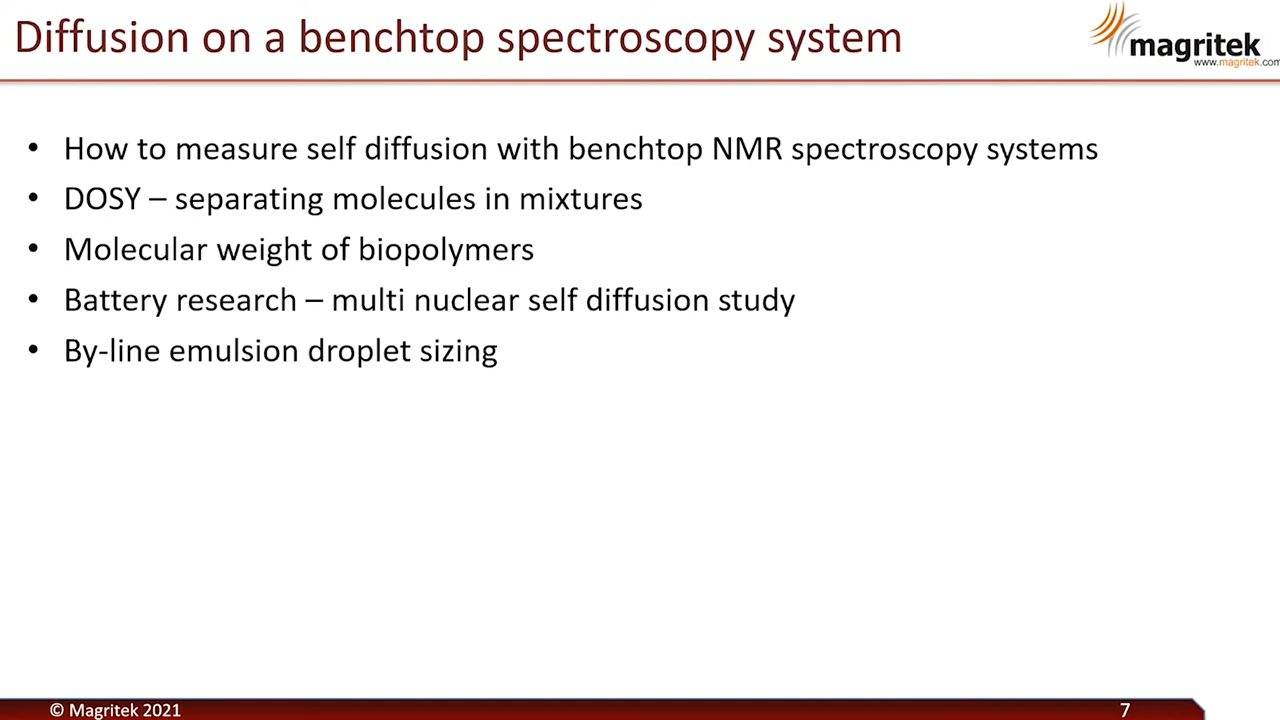 Diffusion on a benchtop spectroscopy system
magritek
www.magritek.com
• How to measure self diffusion with benchtop NMR spectroscopy systems
• DOSY – separating molecules in mixtures
• Molecular weight of biopolymers
• Battery research – multi nuclear self diffusion study
• By-line emulsion droplet sizing
© Magritek 2021
7